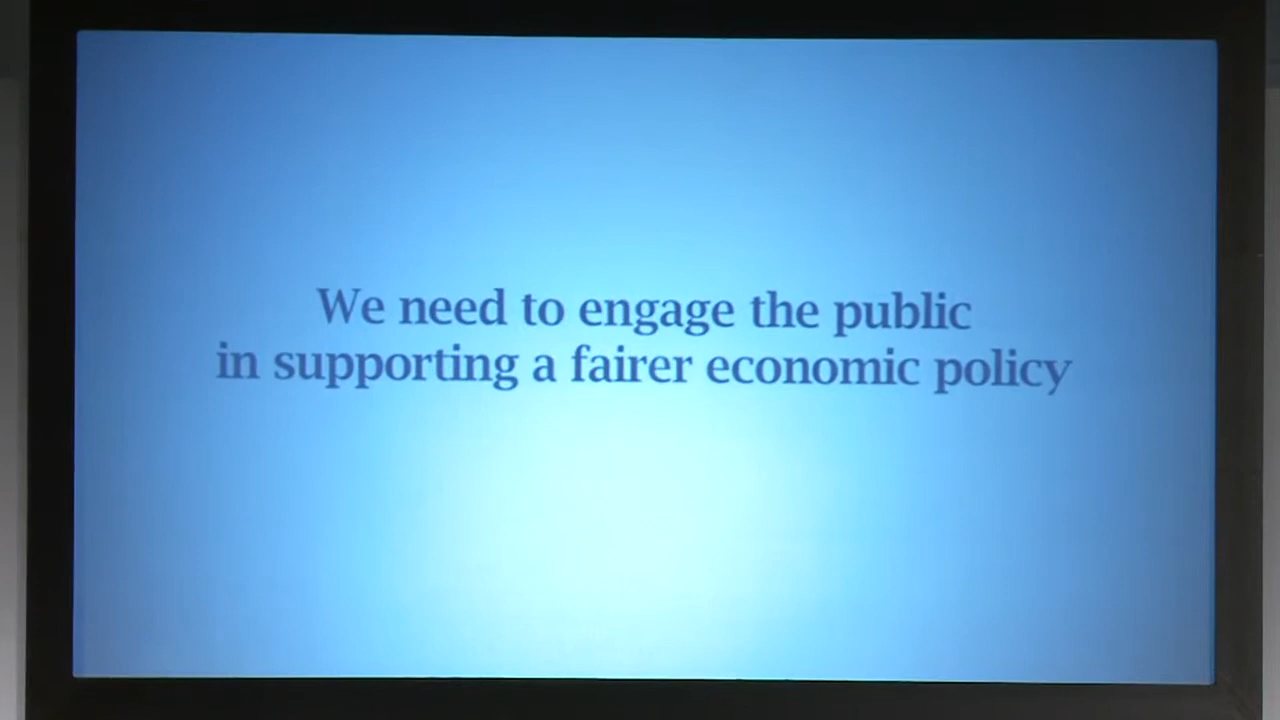 We need to engage the public
in supporting a fairer economic policy